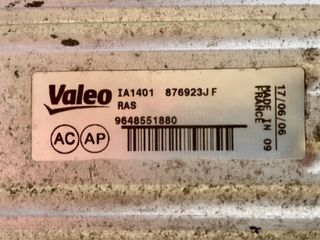 Valeo
IA1401 876923J F
RAS
9648551880
AC AP
17/06/06
MADE IN 09
FRANCE